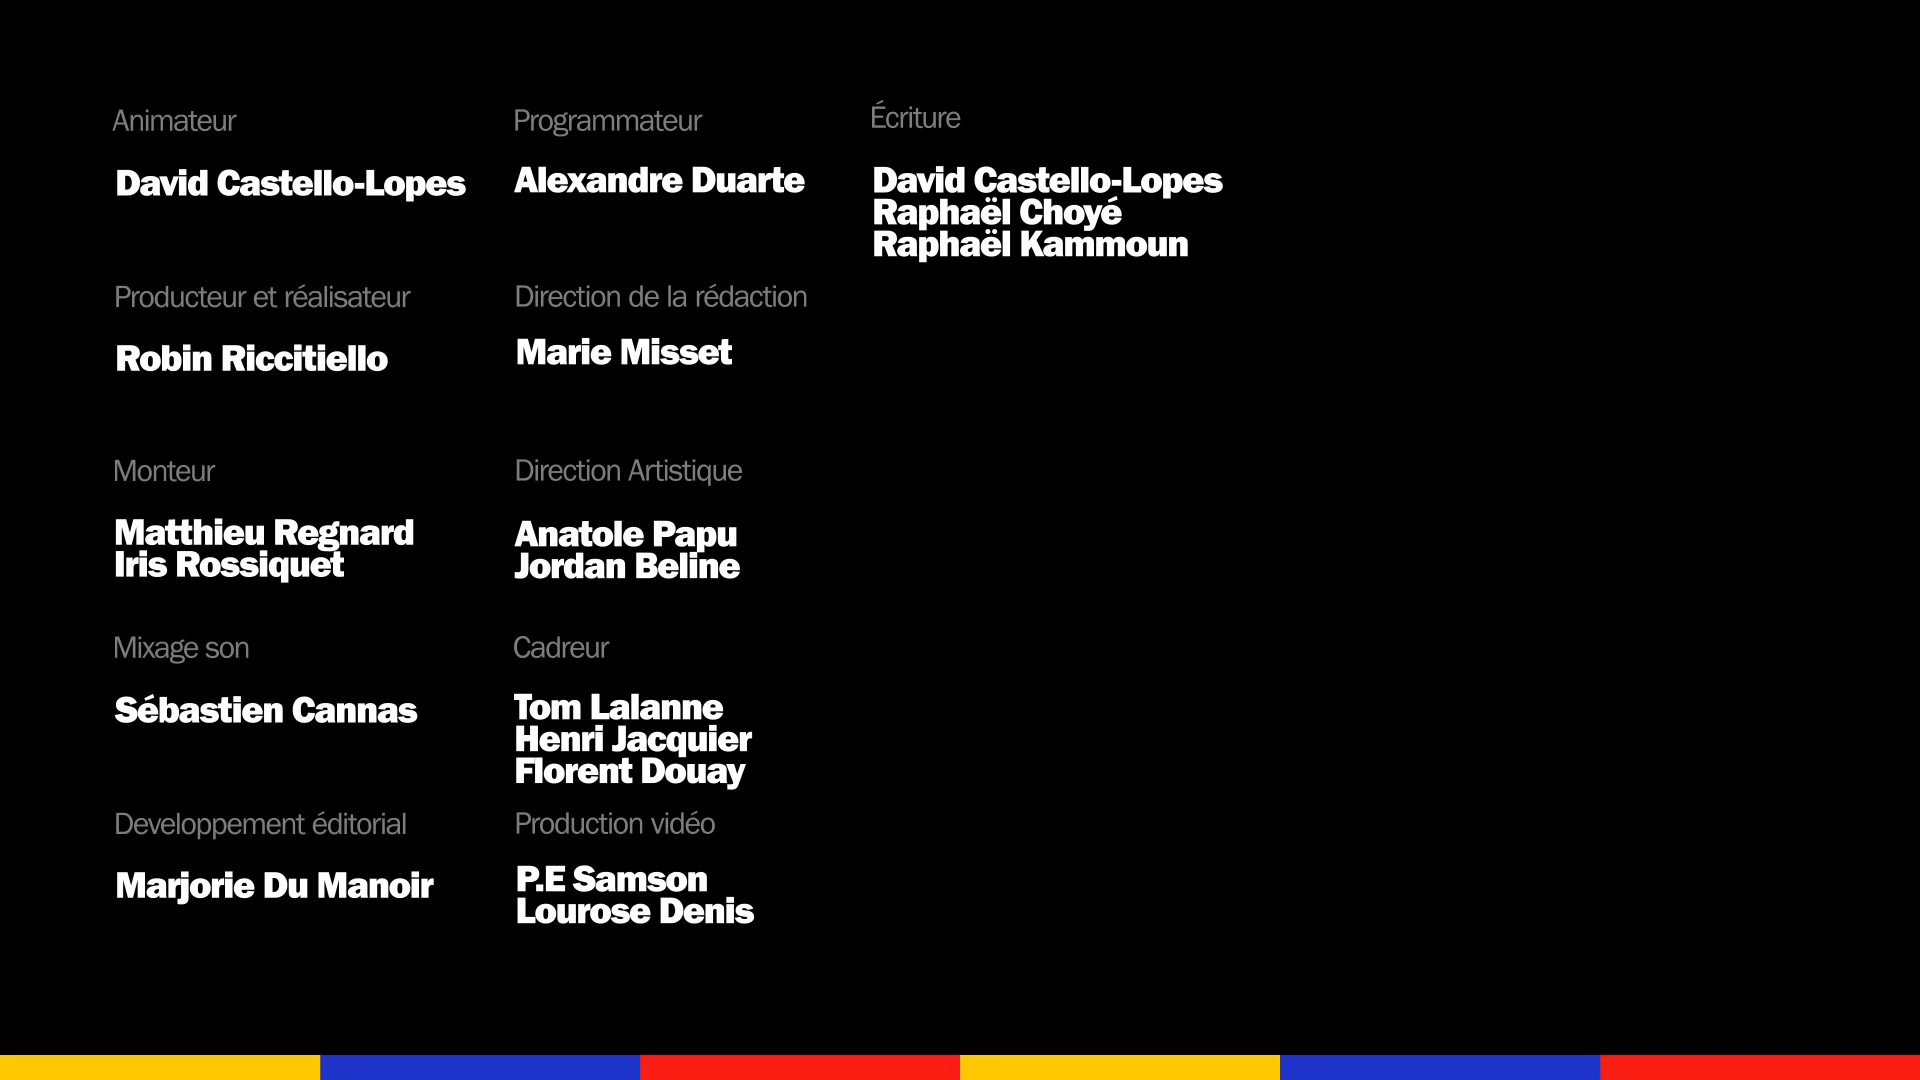 Animateur
David Castello-Lopes
Producteur et réalisateur
Robin Riccitiello
Monteur
Matthieu Regnard
Iris Rossiquet
Mixage son
Sébastien Cannas
Developpement éditorial
Marjorie Du Manoir
Programmateur
Alexandre Duarte
Direction de la rédaction
Marie Misset
Direction Artistique
Anatole Papu
Jordan Beline
Cadreur
Tom Lalanne
Henri Jacquier
Florent Douay
Production vidéo
P.E Samson
Lourose Denis
Écriture
David Castello-Lopes
Raphaël Choyé
Raphaël Kammoun